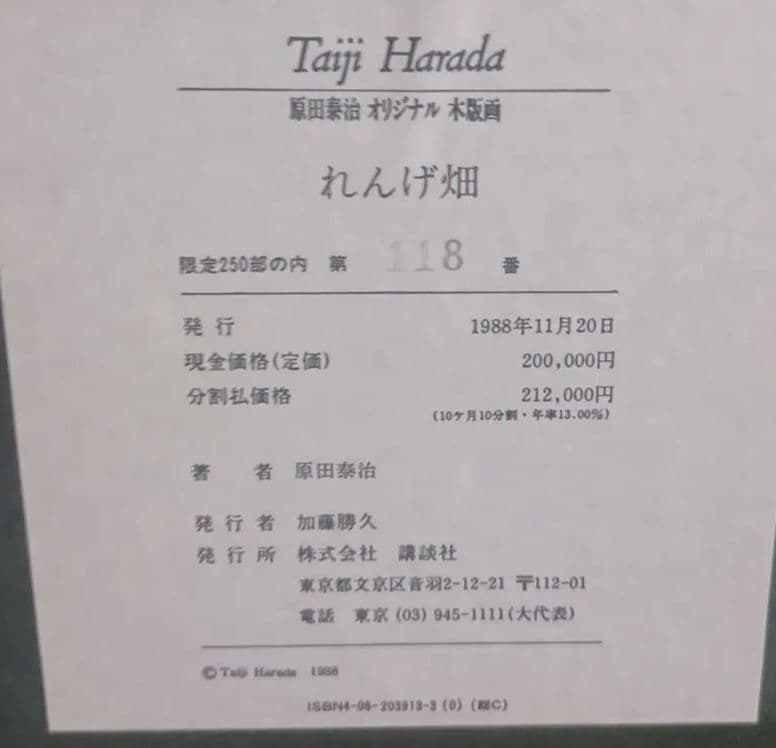 Taiji Harada
原田泰治 オリジナル 木版画
れんげ畑
限定250部の内 第 118 番
発行 1988年11月20日
現金価格(定価) 200,000円
分割払価格 212,000円
(10ケ月10分割・年率13.00%)
著者 原田泰治
発行者 加藤勝久
発行所 株式会社 講談社
東京都文京区音羽2-12-21 〒112-01
電話 東京 (03) 945-1111(大代表)
© Taiji Harada 1988
ISBN4-06-203913-3 (0)